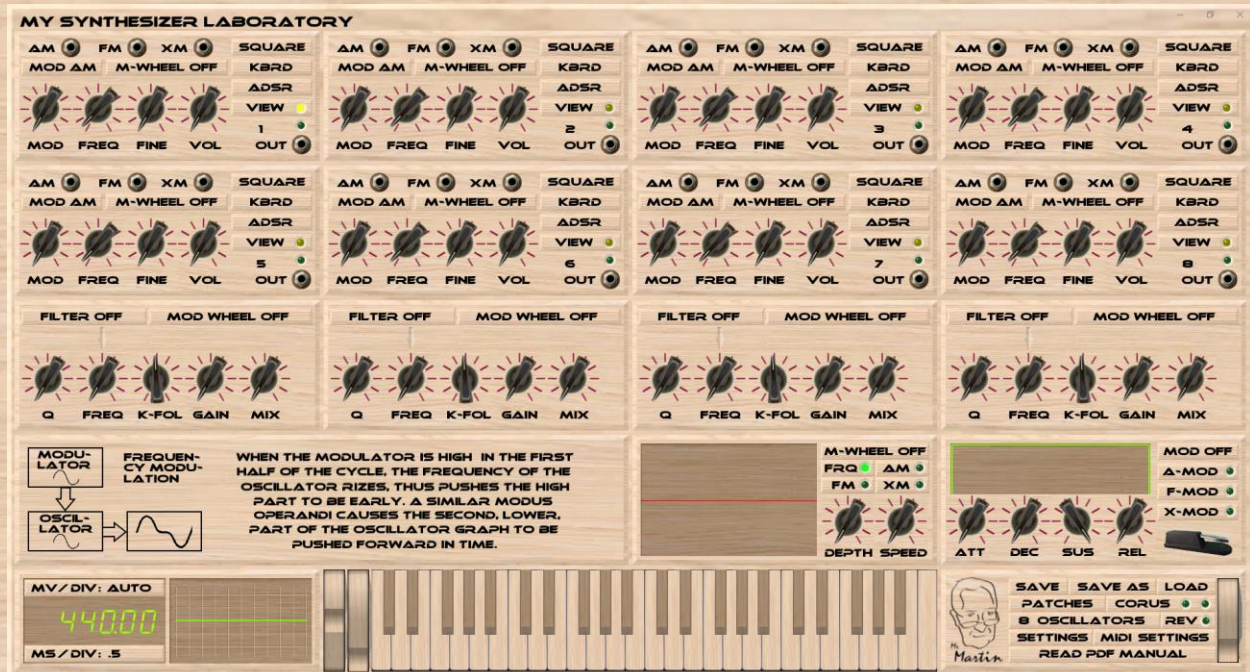 MY SYNTHESIZER LABORATORY
AM FM XM SQUARE AM FM XM SQUARE AM FM XM SQUARE AM FM XM SQUARE
MOD AM M-WHEEL OFF KBRD MOD AM M-WHEEL OFF KBRD MOD AM M-WHEEL OFF KBRD MOD AM M-WHEEL OFF KBRD
ADSR ADSR ADSR ADSR
VIEW VIEW VIEW VIEW
1 2 3 4
MOD FREQ FINE VOL OUT MOD FREQ FINE VOL OUT MOD FREQ FINE VOL OUT MOD FREQ FINE VOL OUT
AM FM XM SQUARE AM FM XM SQUARE AM FM XM SQUARE AM FM XM SQUARE
MOD AM M-WHEEL OFF KBRD MOD AM M-WHEEL OFF KBRD MOD AM M-WHEEL OFF KBRD MOD AM M-WHEEL OFF KBRD
ADSR ADSR ADSR ADSR
VIEW VIEW VIEW VIEW
5 6 7 8
MOD FREQ FINE VOL OUT MOD FREQ FINE VOL OUT MOD FREQ FINE VOL OUT MOD FREQ FINE VOL OUT
FILTER OFF MOD WHEEL OFF FILTER OFF MOD WHEEL OFF FILTER OFF MOD WHEEL OFF FILTER OFF MOD WHEEL OFF
Q FREQ K-FOL GAIN MIX Q FREQ K-FOL GAIN MIX Q FREQ K-FOL GAIN MIX Q FREQ K-FOL GAIN MIX
MODU-
LATOR
FREQUEN-
CY MODU-
LATION
OSCIL-
LATOR
WHEN THE MODULATOR IS HIGH IN THE FIRST
HALF OF THE CYCLE, THE FREQUENCY OF THE
OSCILLATOR RIZES, THUS PUSHES THE HIGH
PART TO BE EARLY. A SIMILAR MODUS
OPERANDI CAUSES THE SECOND, LOWER,
PART OF THE OSCILLATOR GRAPH TO BE
PUSHED FORWARD IN TIME.
M-WHEEL OFF
FRQ AM
FM XM
DEPTH SPEED
MOD OFF
A-MOD
F-MOD
X-MOD
ATT DEC SUS REL
MV/DIV: AUTO
440.00
MS/DIV: .5
Martin
SAVE SAVE AS LOAD
PATCHES CORUS
8 OSCILLATORS REV
SETTINGS MIDI SETTINGS
READ PDF MANUAL